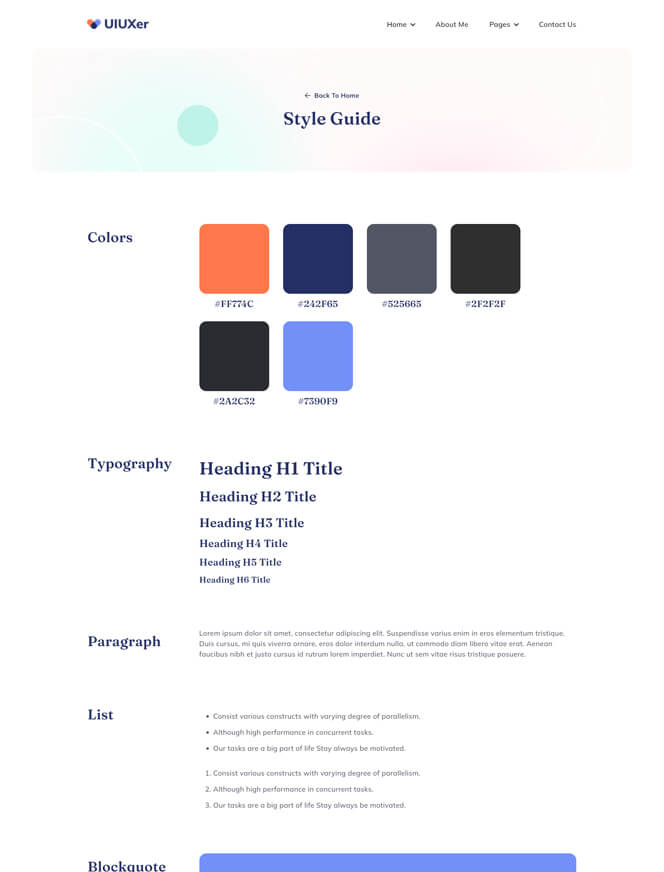 UIUXer
Home About Me Pages Contact Us
← Back To Home
Style Guide
Colors
#FF774C #242F65 #525665 #2F2F2F
#2A2C32 #7390F9
Typography
Heading H1 Title
Heading H2 Title
Heading H3 Title
Heading H4 Title
Heading H5 Title
Heading H6 Title
Paragraph
Lorem ipsum dolor sit amet, consectetur adipiscing elit. Suspendisse varius enim in eros elementum tristique.
Duis cursus, mi quis viverra ornare, eros dolor interdum nulla, ut commodo diam libero vitae erat. Aenean
faucibus nibh et justo cursus id rutrum lorem imperdiet. Nunc ut sem vitae risus tristique posuere.
List
• Consist various constructs with varying degree of parallelism.
• Although high performance in concurrent tasks.
• Our tasks are a big part of life Stay always be motivated.
1. Consist various constructs with varying degree of parallelism.
2. Although high performance in concurrent tasks.
3. Our tasks are a big part of life Stay always be motivated.
Blockquote